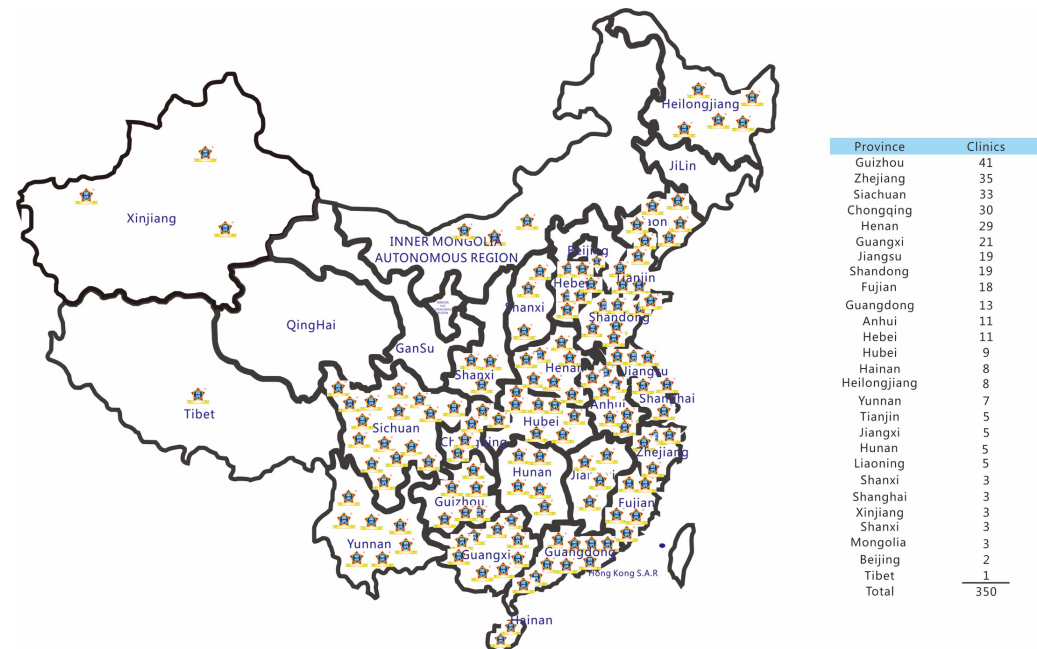 Heilongjiang
JiLin
Xinjiang
INNER MONGOLIA
AUTONOMOUS REGION
Beijing
Tianjin
Hebei
Shanxi
Shandong
QingHai
GanSu
Shanxi
Henan
Jiangsu
Shanghai
Anhui
Tibet
Sichuan
Hubei
Zhejiang
Hunan
Guizhou
Fujian
Yunnan
Guangxi
Guangdong
Hong Kong S.A.R
Hainan
Province Clinics
Guizhou 41
Zhejiang 35
Siachuan 33
Chongqing 30
Henan 29
Guangxi 21
Jiangsu 19
Shandong 19
Fujian 18
Guangdong 13
Anhui 11
Hebei 11
Hubei 9
Hainan 8
Heilongjiang 8
Yunnan 7
Tianjin 5
Jiangxi 5
Hunan 5
Liaoning 5
Shanxi 3
Shanghai 3
Xinjiang 3
Shanxi 3
Mongolia 3
Beijing 2
Tibet 1
Total 350